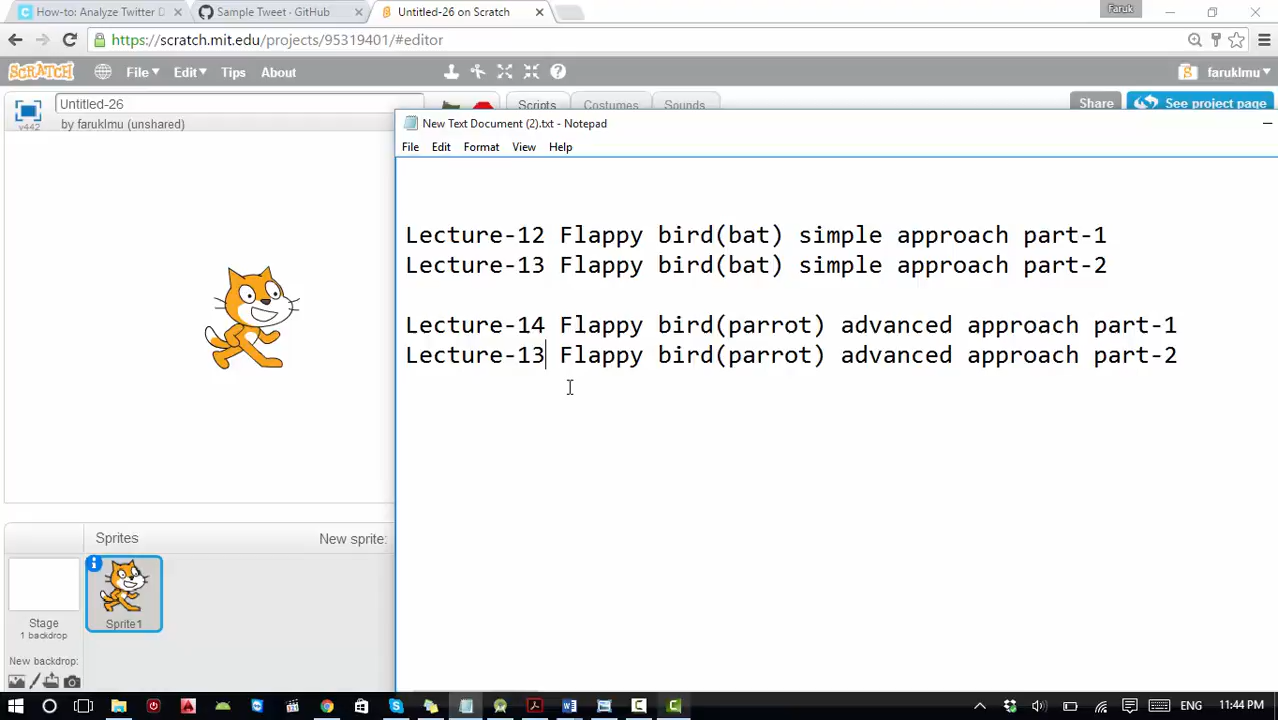 How-to: Analyze Twitter D
Sample Tweet · GitHub
Untitled-26 on Scratch
Faruk
https://scratch.mit.edu/projects/95319401/#editor
SCRATCH
File
Edit
Tips
About
faruklmu
Untitled-26
by faruklmu (unshared)
v442
Scripts
Costumes
Sounds
Share
See project page
New Text Document (2).txt - Notepad
File
Edit
Format
View
Help
Lecture-12 Flappy bird(bat) simple approach part-1
Lecture-13 Flappy bird(bat) simple approach part-2
Lecture-14 Flappy bird(parrot) advanced approach part-1
Lecture-13 Flappy bird(parrot) advanced approach part-2
Sprites
New sprite:
Stage
1 backdrop
Sprite1
New backdrop:
ENG
11:44 PM